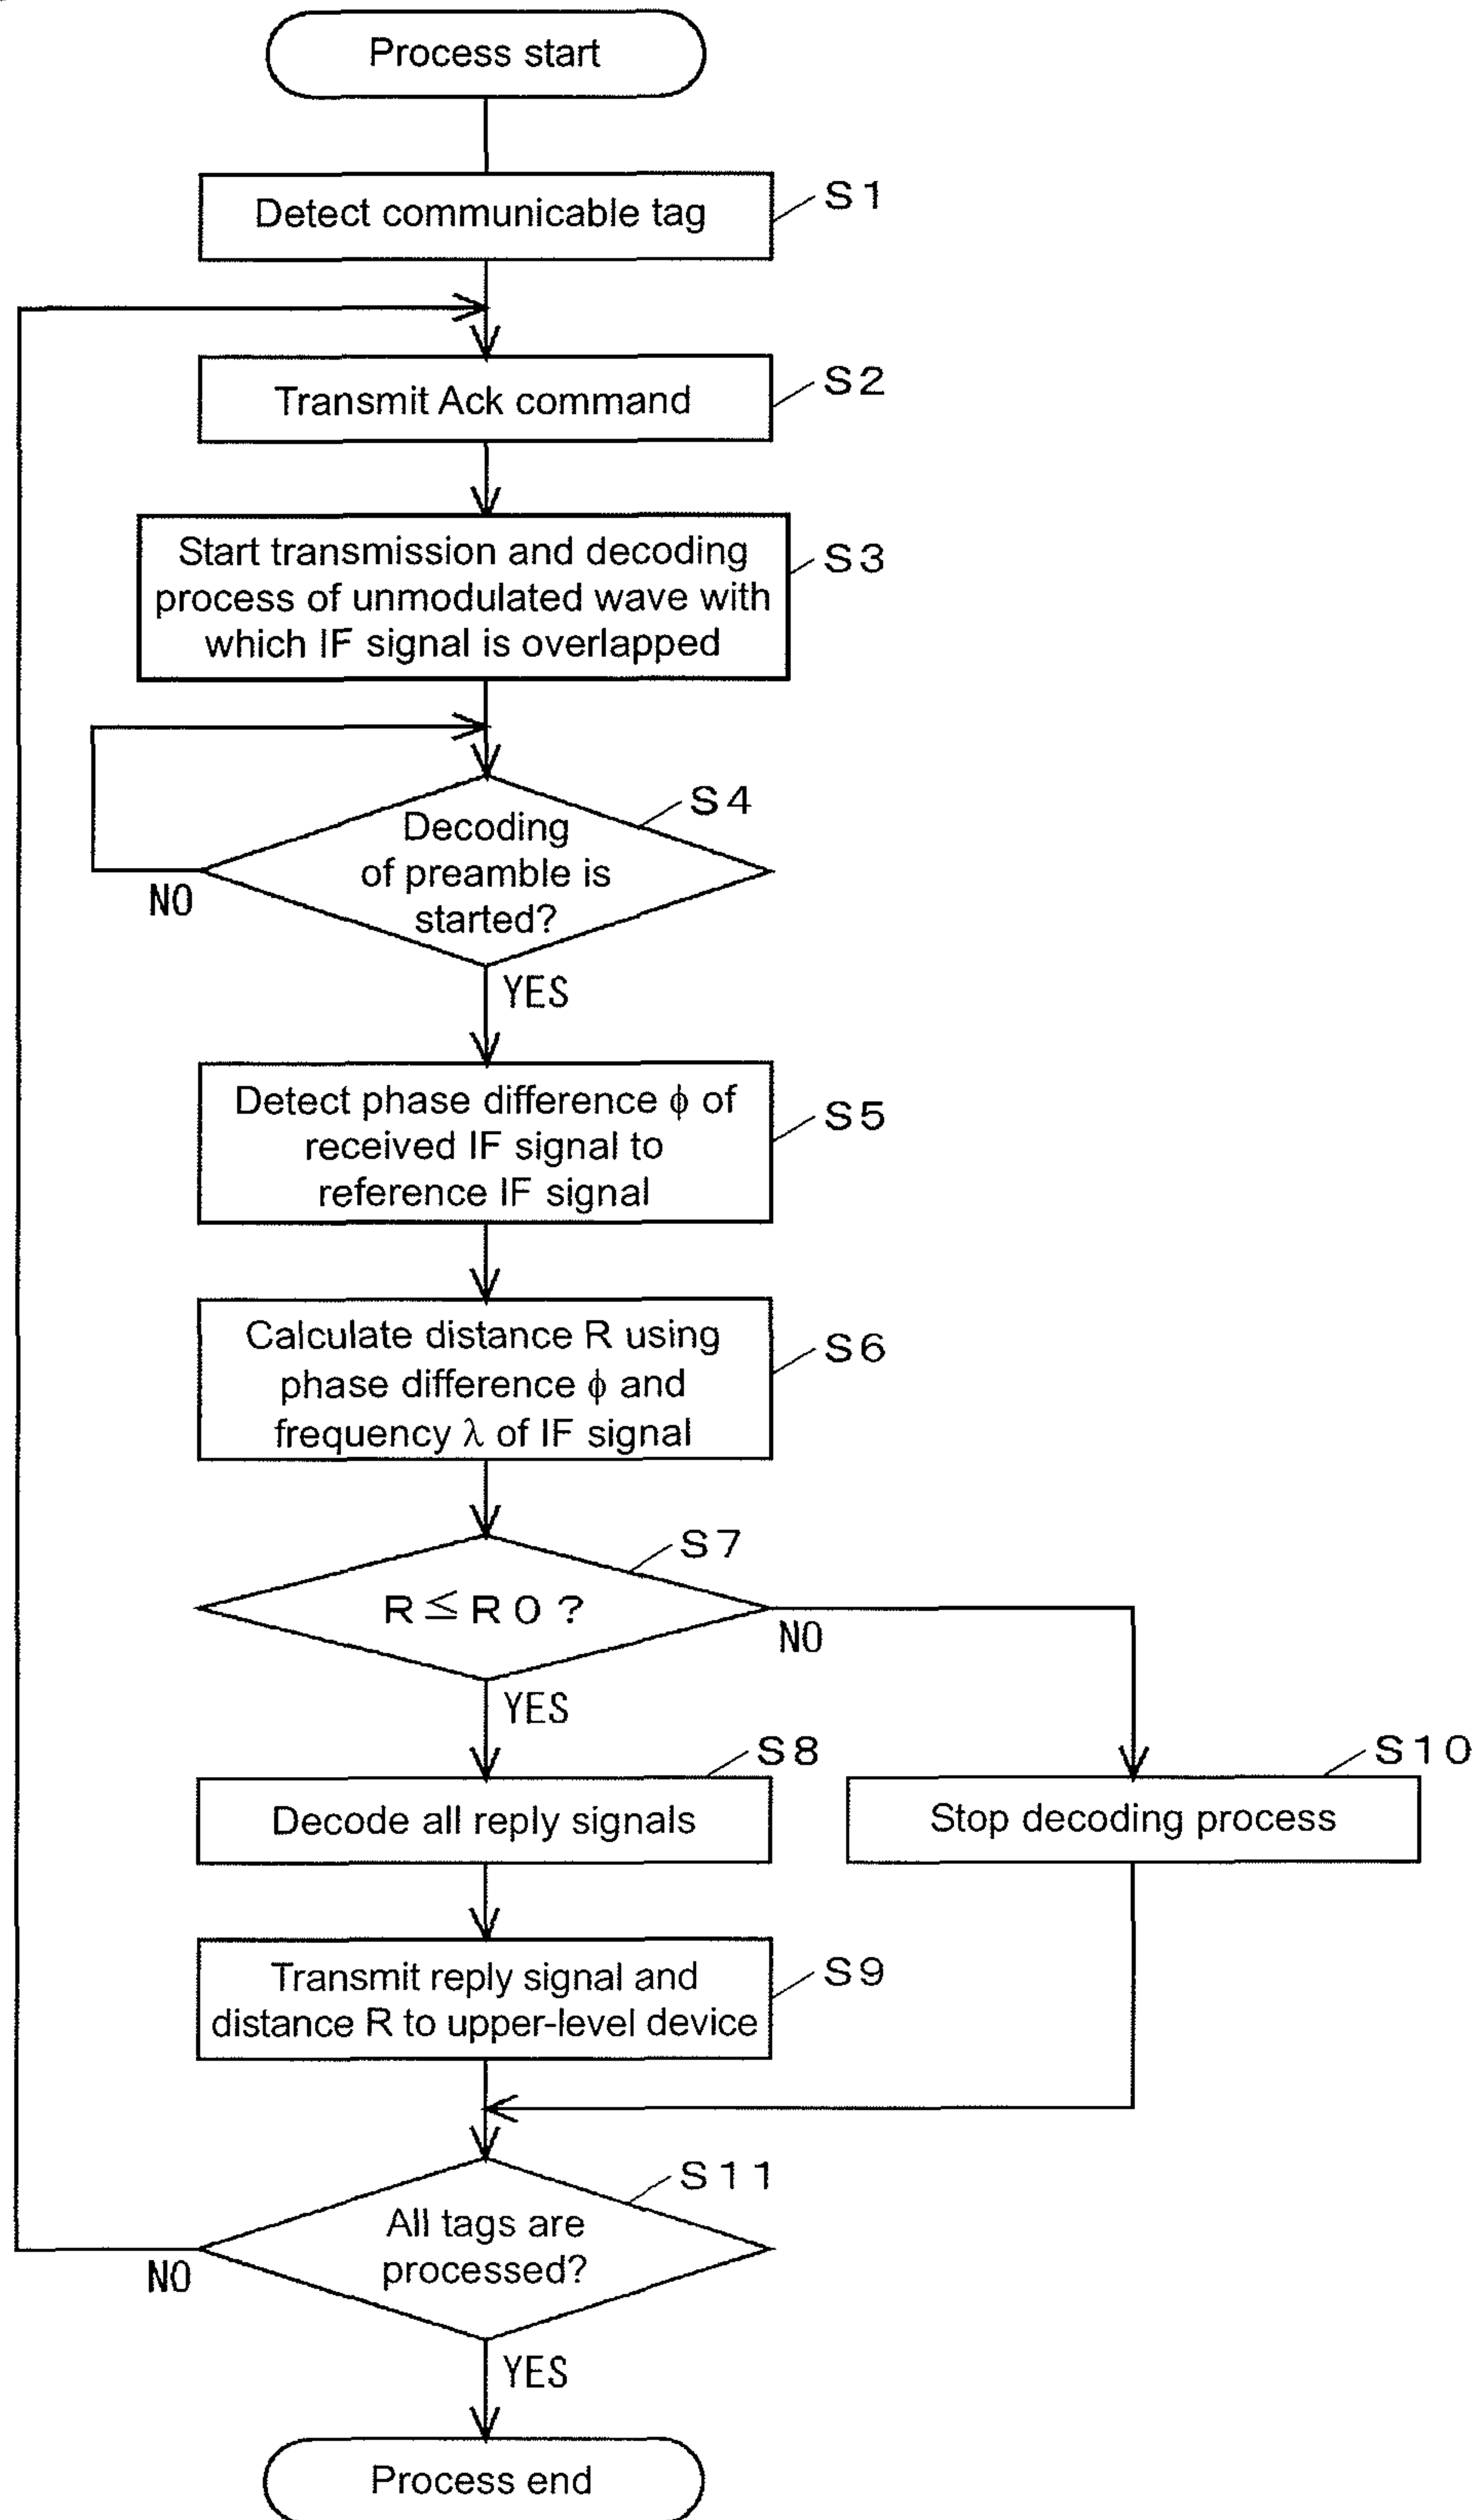 Process start
Detect communicable tag
S1
Transmit Ack command
S2
Start transmission and decoding
process of unmodulated wave with
which IF signal is overlapped
S3
Decoding
of preamble is
started?
S4
NO
YES
Detect phase difference ϕ of
received IF signal to
reference IF signal
S5
Calculate distance R using
phase difference ϕ and
frequency λ of IF signal
S6
R≦R0?
S7
NO
YES
Decode all reply signals
S8
Stop decoding process
S10
Transmit reply signal and
distance R to upper-level device
S9
All tags are
processed?
S11
NO
YES
Process end